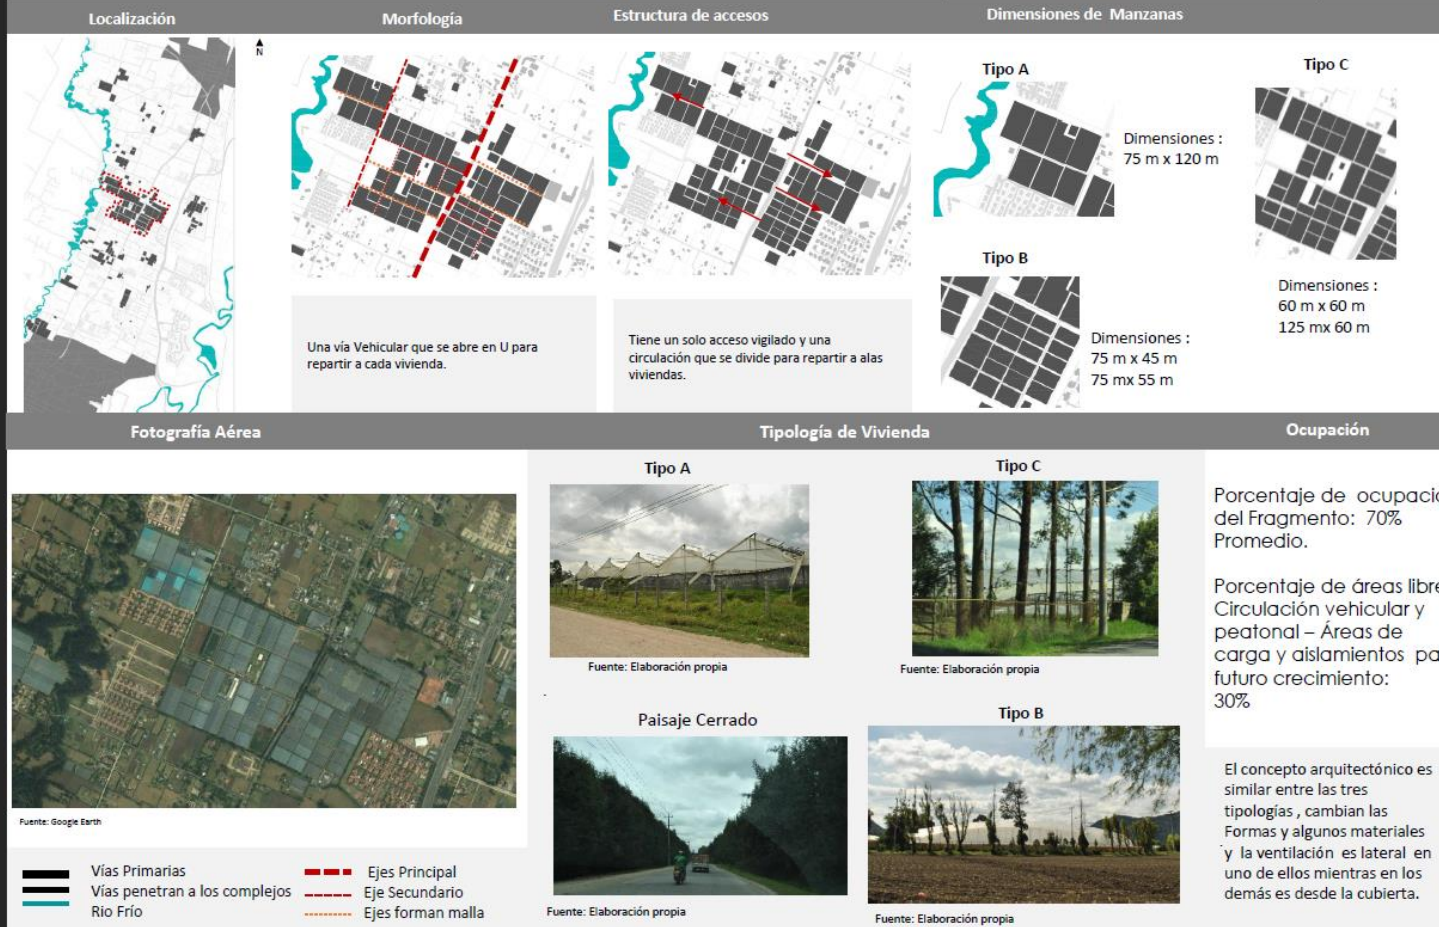 Localización
Morfología
Estructura de accesos
Dimensiones de Manzanas
N
Tipo A
Dimensiones :
75 m x 120 m
Tipo C
Dimensiones :
60 m x 60 m
125 mx 60 m
Tipo B
Dimensiones :
75 m x 45 m
75 mx 55 m
Una vía Vehicular que se abre en U para
repartir a cada vivienda.
Tiene un solo acceso vigilado y una
circulación que se divide para repartir a alas
viviendas.
Fotografía Aérea
Tipología de Vivienda
Ocupación
Fuente: Google Earth
Vías Primarias
Vías penetran a los complejos
Rio Frío
Ejes Principal
Eje Secundario
Ejes forman malla
Tipo A
Fuente: Elaboración propia
Tipo C
Fuente: Elaboración propia
Paisaje Cerrado
Fuente: Elaboración propia
Tipo B
Fuente: Elaboración propia
Porcentaje de ocupació
del Fragmento: 70%
Promedio.
Porcentaje de áreas libre
Circulación vehicular y
peatonal – Áreas de
carga y aislamientos pa
futuro crecimiento:
30%
El concepto arquitectónico es
similar entre las tres
tipologías , cambian las
Formas y algunos materiales
y la ventilación es lateral en
uno de ellos mientras en los
demás es desde la cubierta.